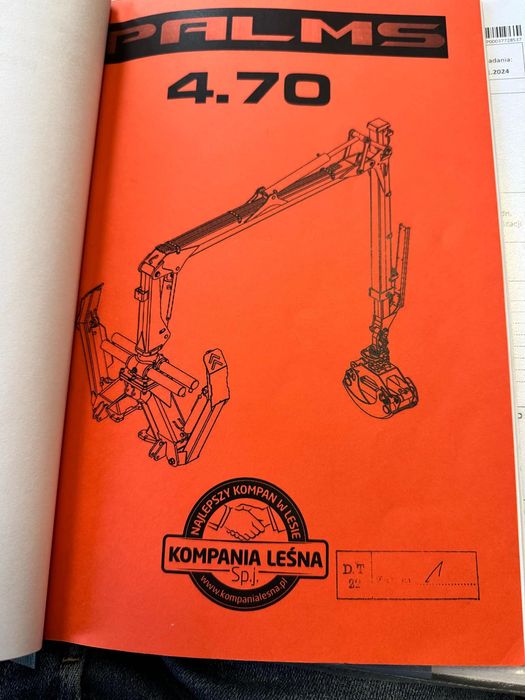 PALMS
4.70
NAJLEPSZY KOMPAN W LESIE
KOMPANIA LEŚNA
Sp.j.
www.kompanialesna.pl
D.T
1
adania:
.2024